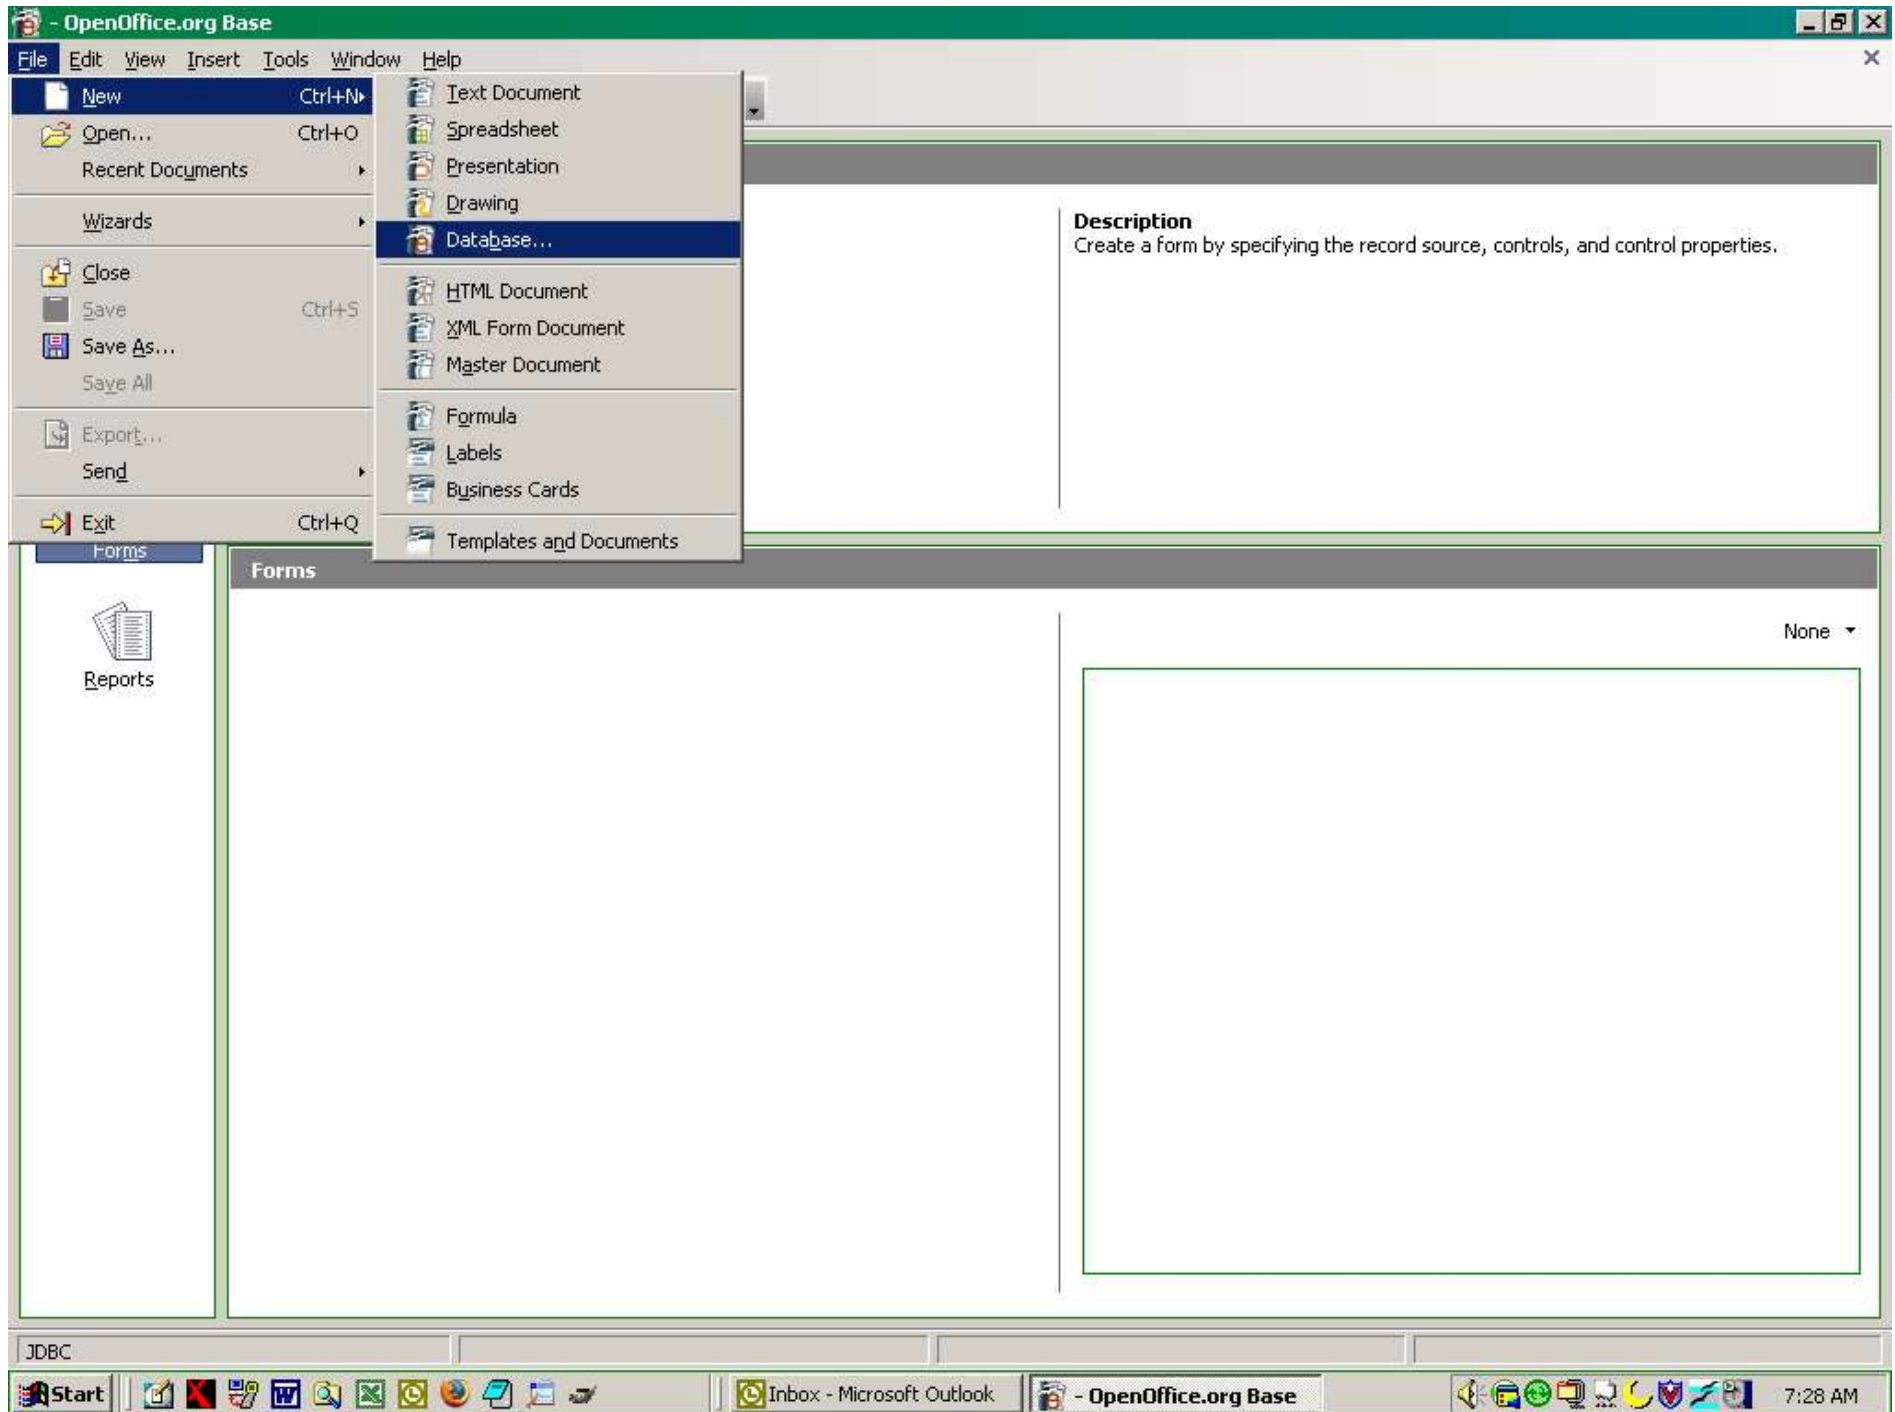 - OpenOffice.org Base
File Edit View Insert Tools Window Help
New Ctrl+N
Open... Ctrl+O
Recent Documents
Wizards
Close
Save Ctrl+S
Save As...
Save All
Export...
Send
Exit Ctrl+Q
Text Document
Spreadsheet
Presentation
Drawing
Database...
HTML Document
XML Form Document
Master Document
Formula
Labels
Business Cards
Templates and Documents
Description
Create a form by specifying the record source, controls, and control properties.
Forms
Reports
Forms
None
JDBC
Start
Inbox - Microsoft Outlook
- OpenOffice.org Base
7:28 AM